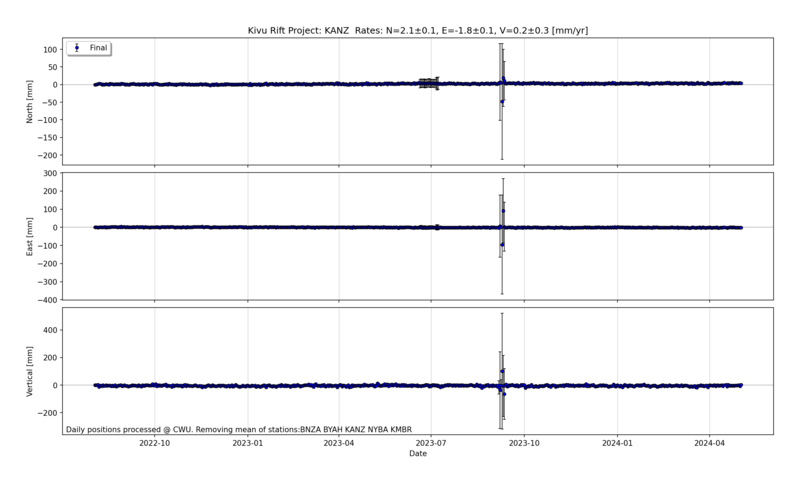 Kivu Rift Project: KANZ  Rates: N=2.1±0.1, E=-1.8±0.1, V=0.2±0.3 [mm/yr]
Final
100
50
0
−50
−100
−150
−200
North [mm]
300
200
100
0
−100
−200
−300
−400
East [mm]
400
200
0
−200
Vertical [mm]
Daily positions processed @ CWU. Removing mean of stations:BNZA BYAH KANZ NYBA KMBR
2022-10 2023-01 2023-04 2023-07 2023-10 2024-01 2024-04
Date